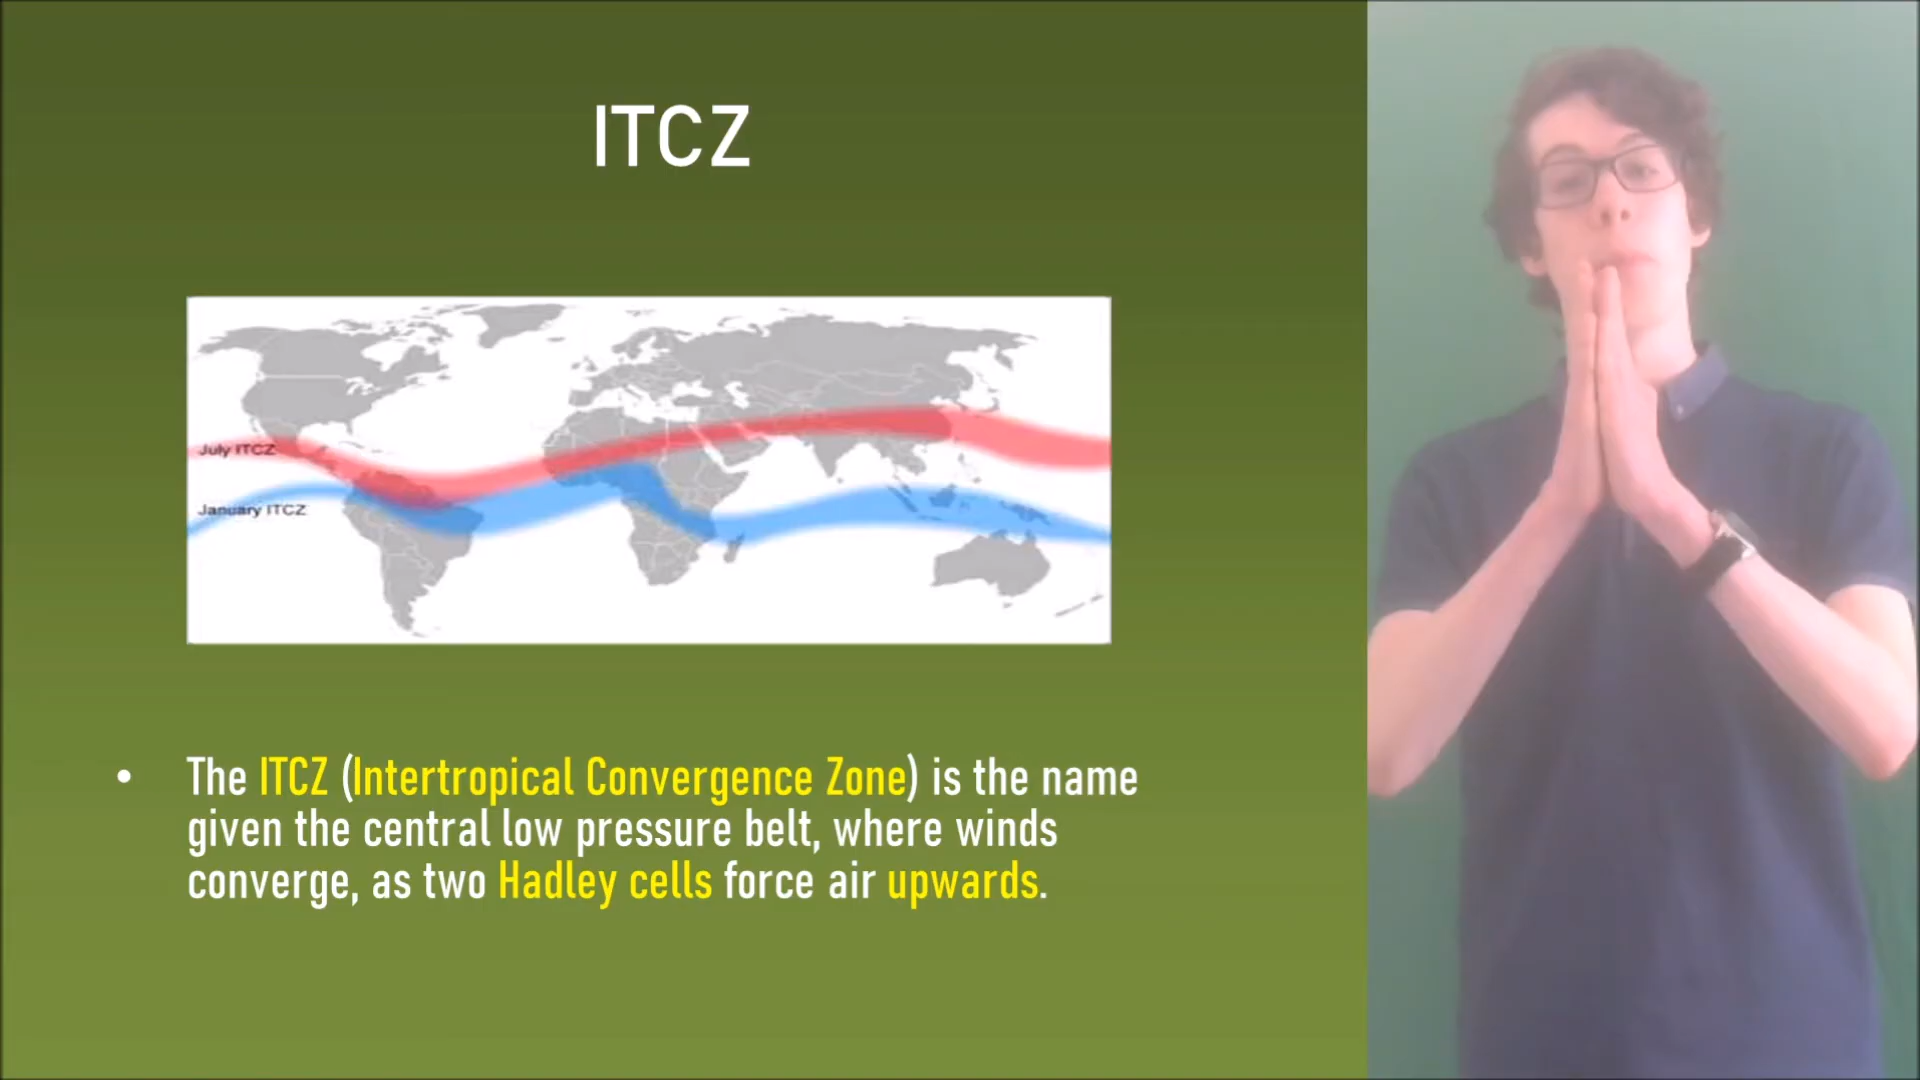 ITCZ
July ITCZ
January ITCZ
• The ITCZ (Intertropical Convergence Zone) is the name
given the central low pressure belt, where winds
converge, as two Hadley cells force air upwards.